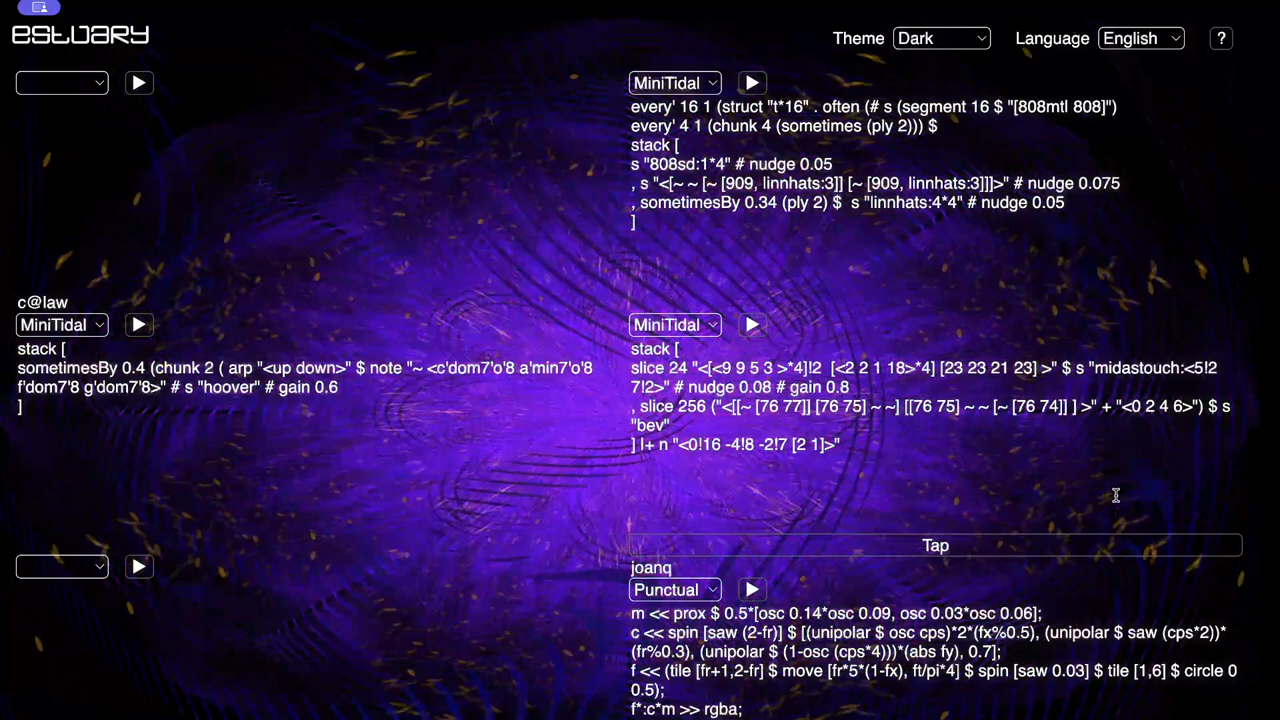 estuary
Theme Dark Language English ?
MiniTidal
every' 16 1 (struct "t*16" . often (# s (segment 16 $ "[808mtl 808]")
every' 4 1 (chunk 4 (sometimes (ply 2))) $
stack [
s "808sd:1*4" # nudge 0.05
, s "<[~ ~ [~ [909, linnhats:3]] [~ [909, linnhats:3]]]>" # nudge 0.075
, sometimesBy 0.34 (ply 2) $ s "linnhats:4*4" # nudge 0.05
]
c@law
MiniTidal
stack [
sometimesBy 0.4 (chunk 2 ( arp "<up down>" $ note "~ <c'dom7'o'8 a'min7'o'8
f'dom7'8 g'dom7'8>" # s "hoover" # gain 0.6
]
MiniTidal
stack [
slice 24 "<[<9 9 5 3 >*4]!2 [<2 2 1 18>*4] [23 23 21 23] >" $ s "midastouch:<5!2
7!2>" # nudge 0.08 # gain 0.8
, slice 256 ("<[[~ [76 77]] [76 75] ~ ~] [[76 75] ~ ~ [~ [76 74]] ] >" + "<0 2 4 6>") $ s
"bev"
] |+ n "<0!16 -4!8 -2!7 [2 1]>"
Tap
joanq
Punctual
m << prox $ 0.5*[osc 0.14*osc 0.09, osc 0.03*osc 0.06];
c << spin [saw (2-fr)] $ [(unipolar $ osc cps)*2*(fx%0.5), (unipolar $ saw (cps*2))*
(fr%0.3), (unipolar $ (1-osc (cps*4)))*(abs fy), 0.7];
f << (tile [fr+1,2-fr] $ move [fr*5*(1-fx), ft/pi*4] $ spin [saw 0.03] $ tile [1,6] $ circle 0
0.5);
f*:c*m >> rgba;